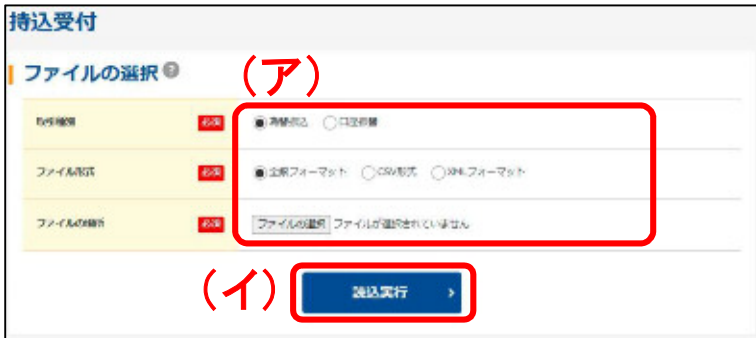 持込受付
ファイルの選択
(ア)
取引種別 必須 為替振込 口座振替
ファイル形式 必須 全銀フォーマット CSV形式 XMLフォーマット
ファイルの場所 必須 ファイルの選択 ファイルが選択されていません
(イ)
読込実行